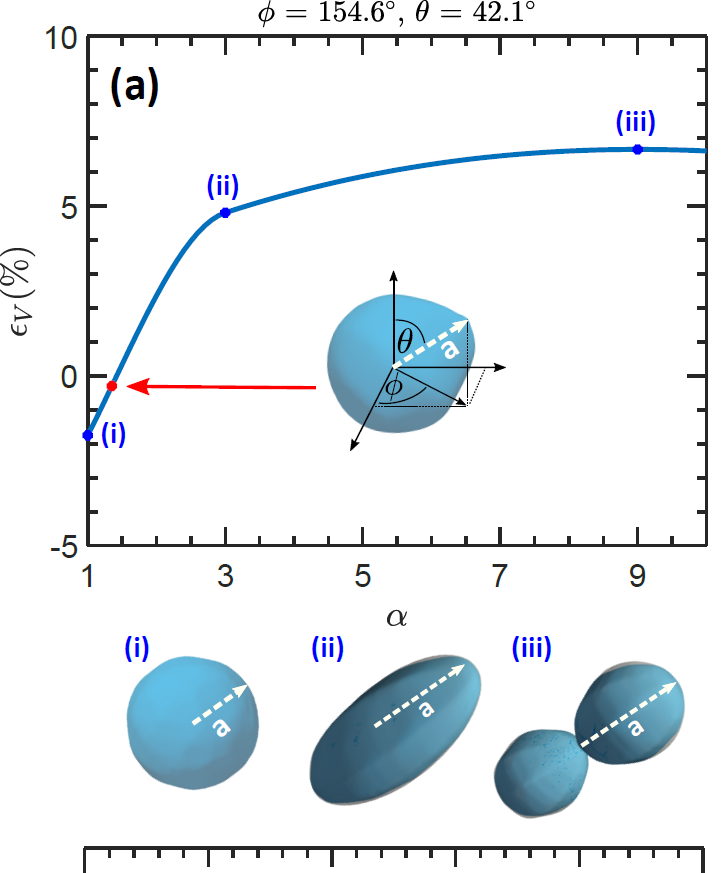 ϕ = 154.6°, θ = 42.1°
10
(a)
(iii)
(ii)
5
ϵV(%)
θ
a
0
ϕ
(i)
-5
1 3 5 7 9
α
(i) (ii) (iii)
a a a